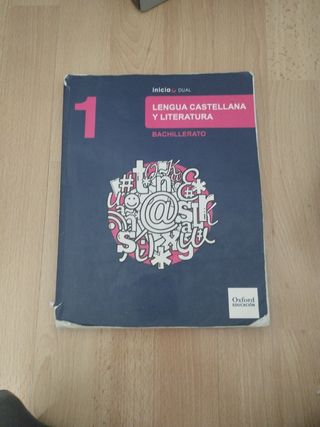 inicia DUAL
1
LENGUA CASTELLANA
Y LITERATURA
BACHILLERATO
@
Oxford
EDUCACIÓN